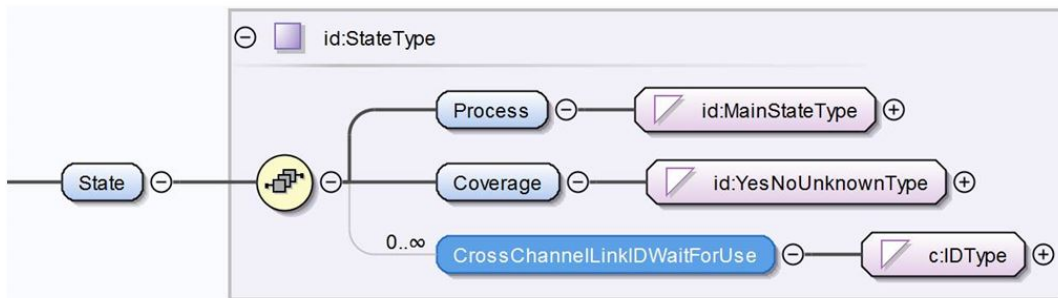 id:StateType
Process
id:MainStateType
State
Coverage
id:YesNoUnknownType
0..∞
CrossChannelLinkIDWaitForUse
c:IDType